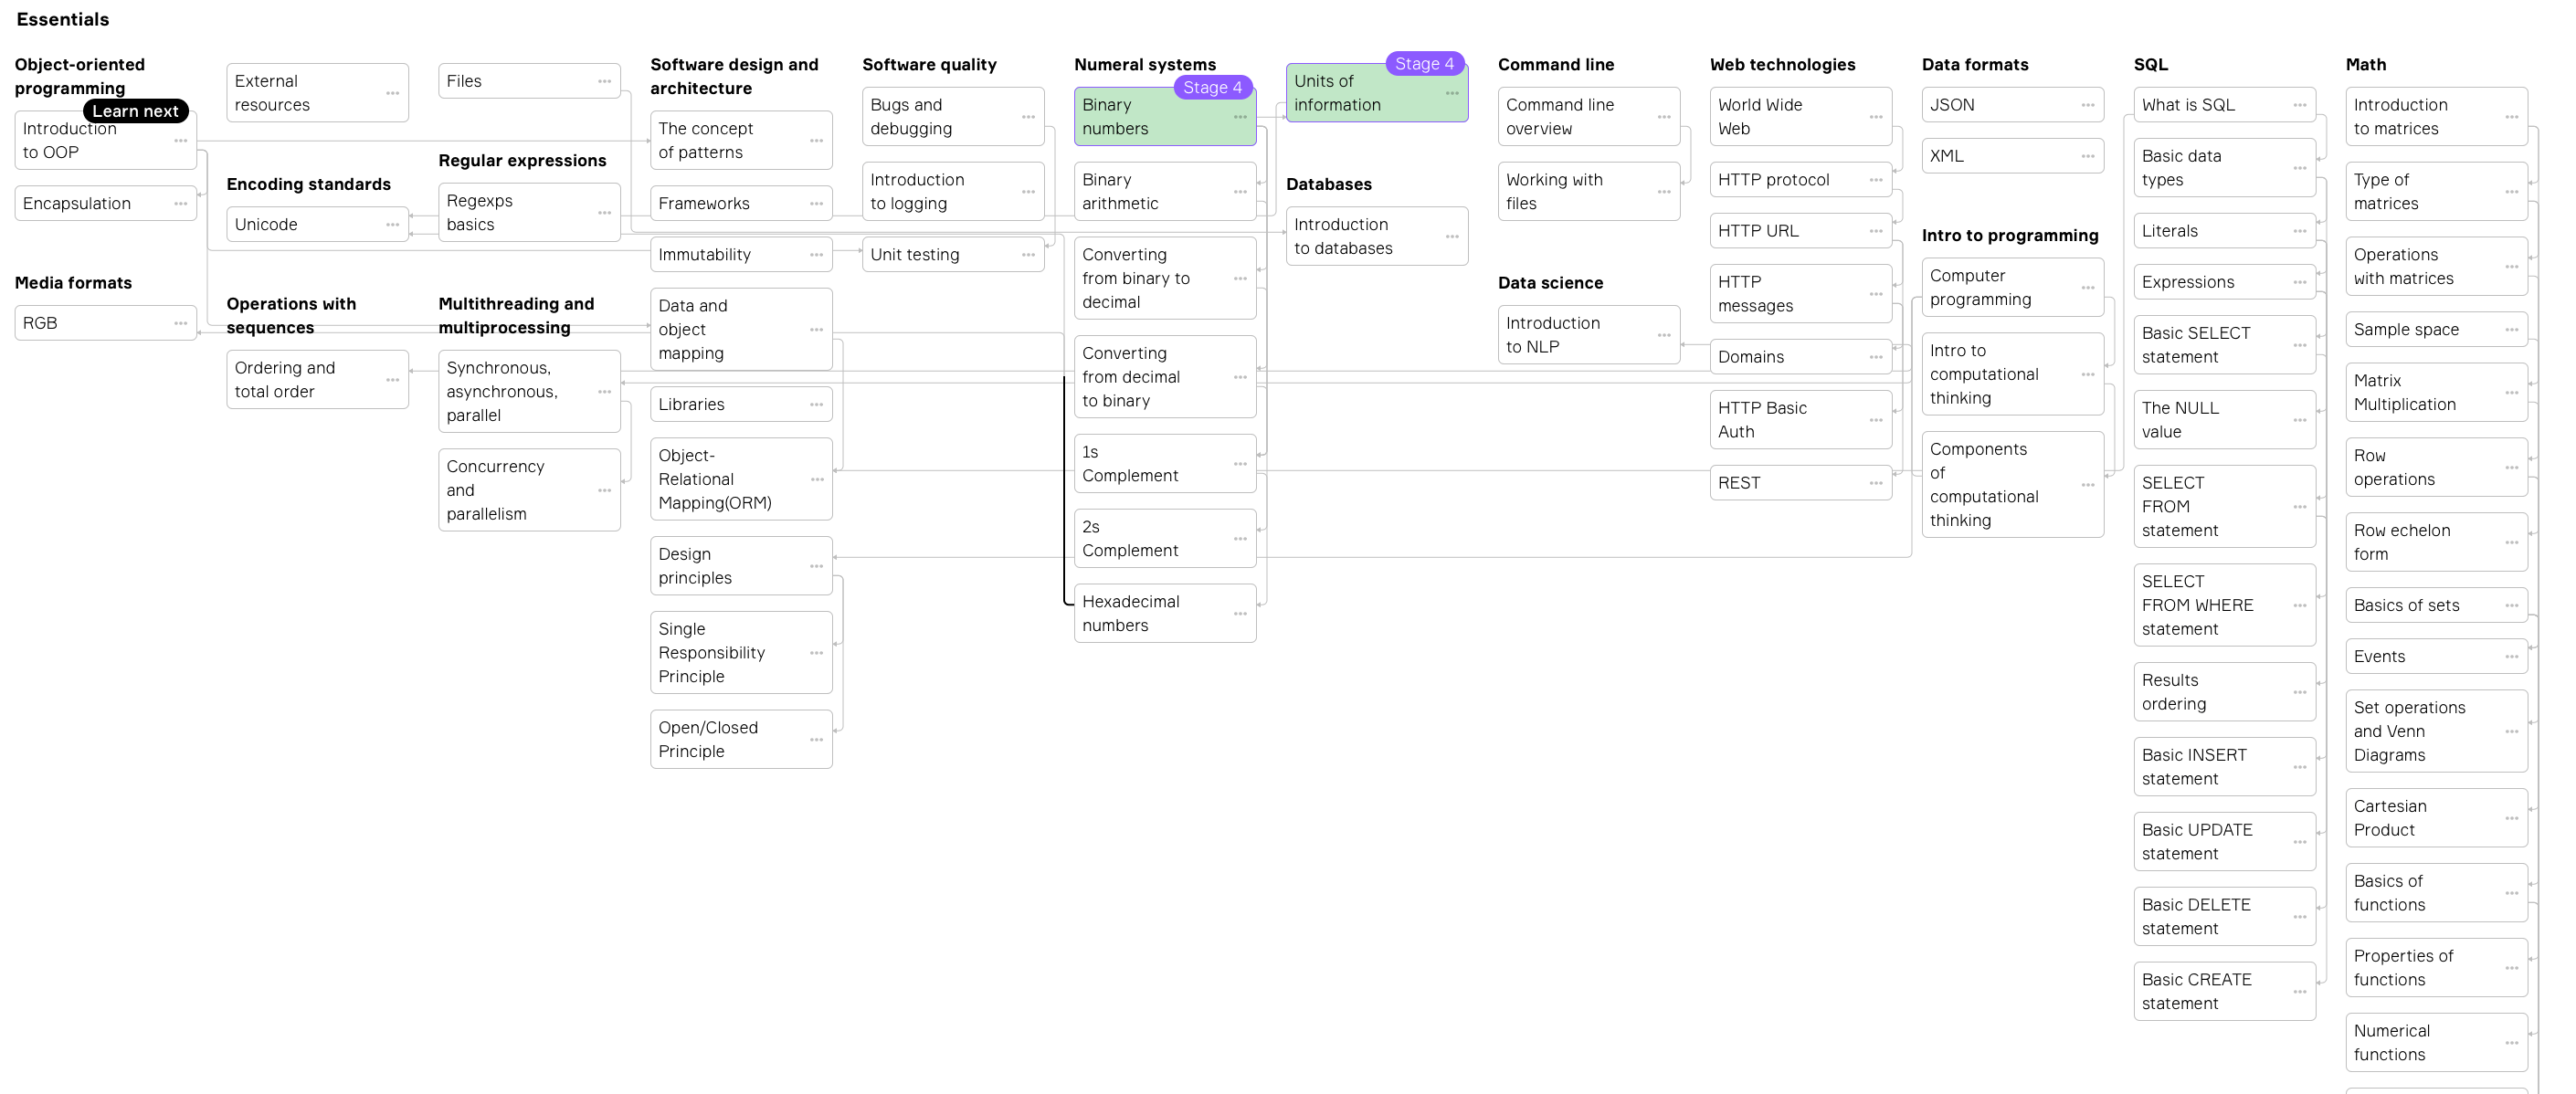 Essentials
Object-oriented
programming
Learn next
Introduction
to OOP
Encapsulation
Media formats
RGB
External
resources
Encoding standards
Unicode
Operations with
sequences
Ordering and
total order
Files
Regular expressions
Regexps
basics
Multithreading and
multiprocessing
Synchronous,
asynchronous,
parallel
Concurrency
and
parallelism
Software design and
architecture
The concept
of patterns
Frameworks
Immutability
Data and
object
mapping
Libraries
Object-
Relational
Mapping(ORM)
Design
principles
Single
Responsibility
Principle
Open/Closed
Principle
Software quality
Bugs and
debugging
Introduction
to logging
Unit testing
Numeral systems
Stage 4
Binary
numbers
Binary
arithmetic
Converting
from binary to
decimal
Converting
from decimal
to binary
1s
Complement
2s
Complement
Hexadecimal
numbers
Stage 4
Units of
information
Databases
Introduction
to databases
Command line
Command line
overview
Working with
files
Data science
Introduction
to NLP
Web technologies
World Wide
Web
HTTP protocol
HTTP URL
HTTP
messages
Domains
HTTP Basic
Auth
REST
Data formats
JSON
XML
Intro to programming
Computer
programming
Intro to
computational
thinking
Components
of
computational
thinking
SQL
What is SQL
Basic data
types
Literals
Expressions
Basic SELECT
statement
The NULL
value
SELECT
FROM
statement
SELECT
FROM WHERE
statement
Results
ordering
Basic INSERT
statement
Basic UPDATE
statement
Basic DELETE
statement
Basic CREATE
statement
Math
Introduction
to matrices
Type of
matrices
Operations
with matrices
Sample space
Matrix
Multiplication
Row
operations
Row echelon
form
Basics of sets
Events
Set operations
and Venn
Diagrams
Cartesian
Product
Basics of
functions
Properties of
functions
Numerical
functions